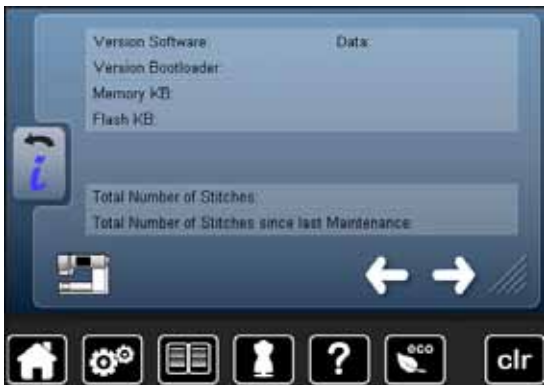 Version Software: Data:
Version Bootloader:
Memory KB:
Flash KB:
i
Total Number of Stitches:
Total Number of Stitches since last Maintenance:
?
eco
clr